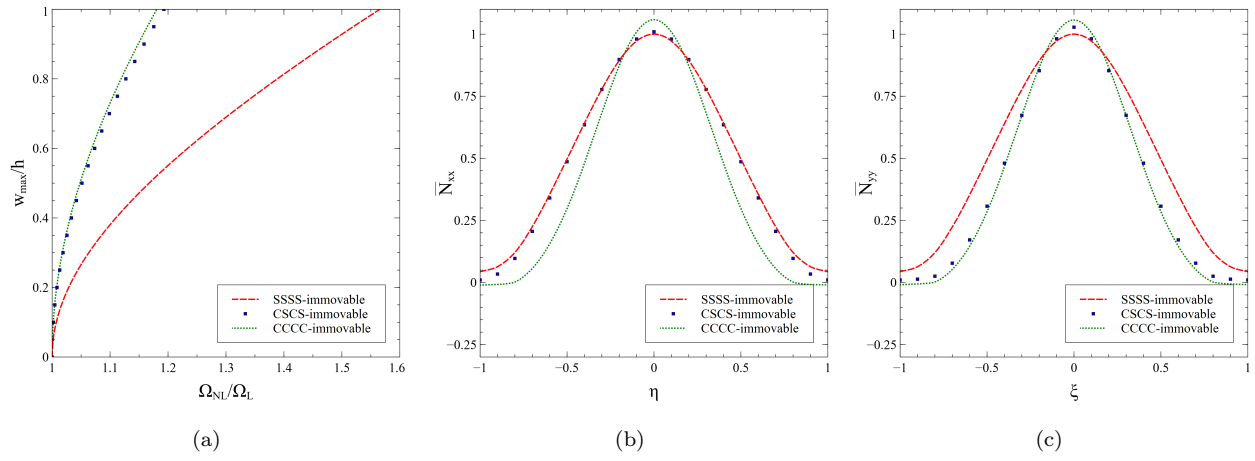 1
0.8
0.6
0.4
0.2
0
w_max/h
1 1.1 1.2 1.3 1.4 1.5 1.6
Ω_NL/Ω_L
SSSS-immovable
CSCS-immovable
CCCC-immovable
(a)
1
0.75
0.5
0.25
0
−0.25
N̅_xx
−1 −0.5 0 0.5 1
η
SSSS-immovable
CSCS-immovable
CCCC-immovable
(b)
1
0.75
0.5
0.25
0
−0.25
N̅_yy
−1 −0.5 0 0.5 1
ξ
SSSS-immovable
CSCS-immovable
CCCC-immovable
(c)